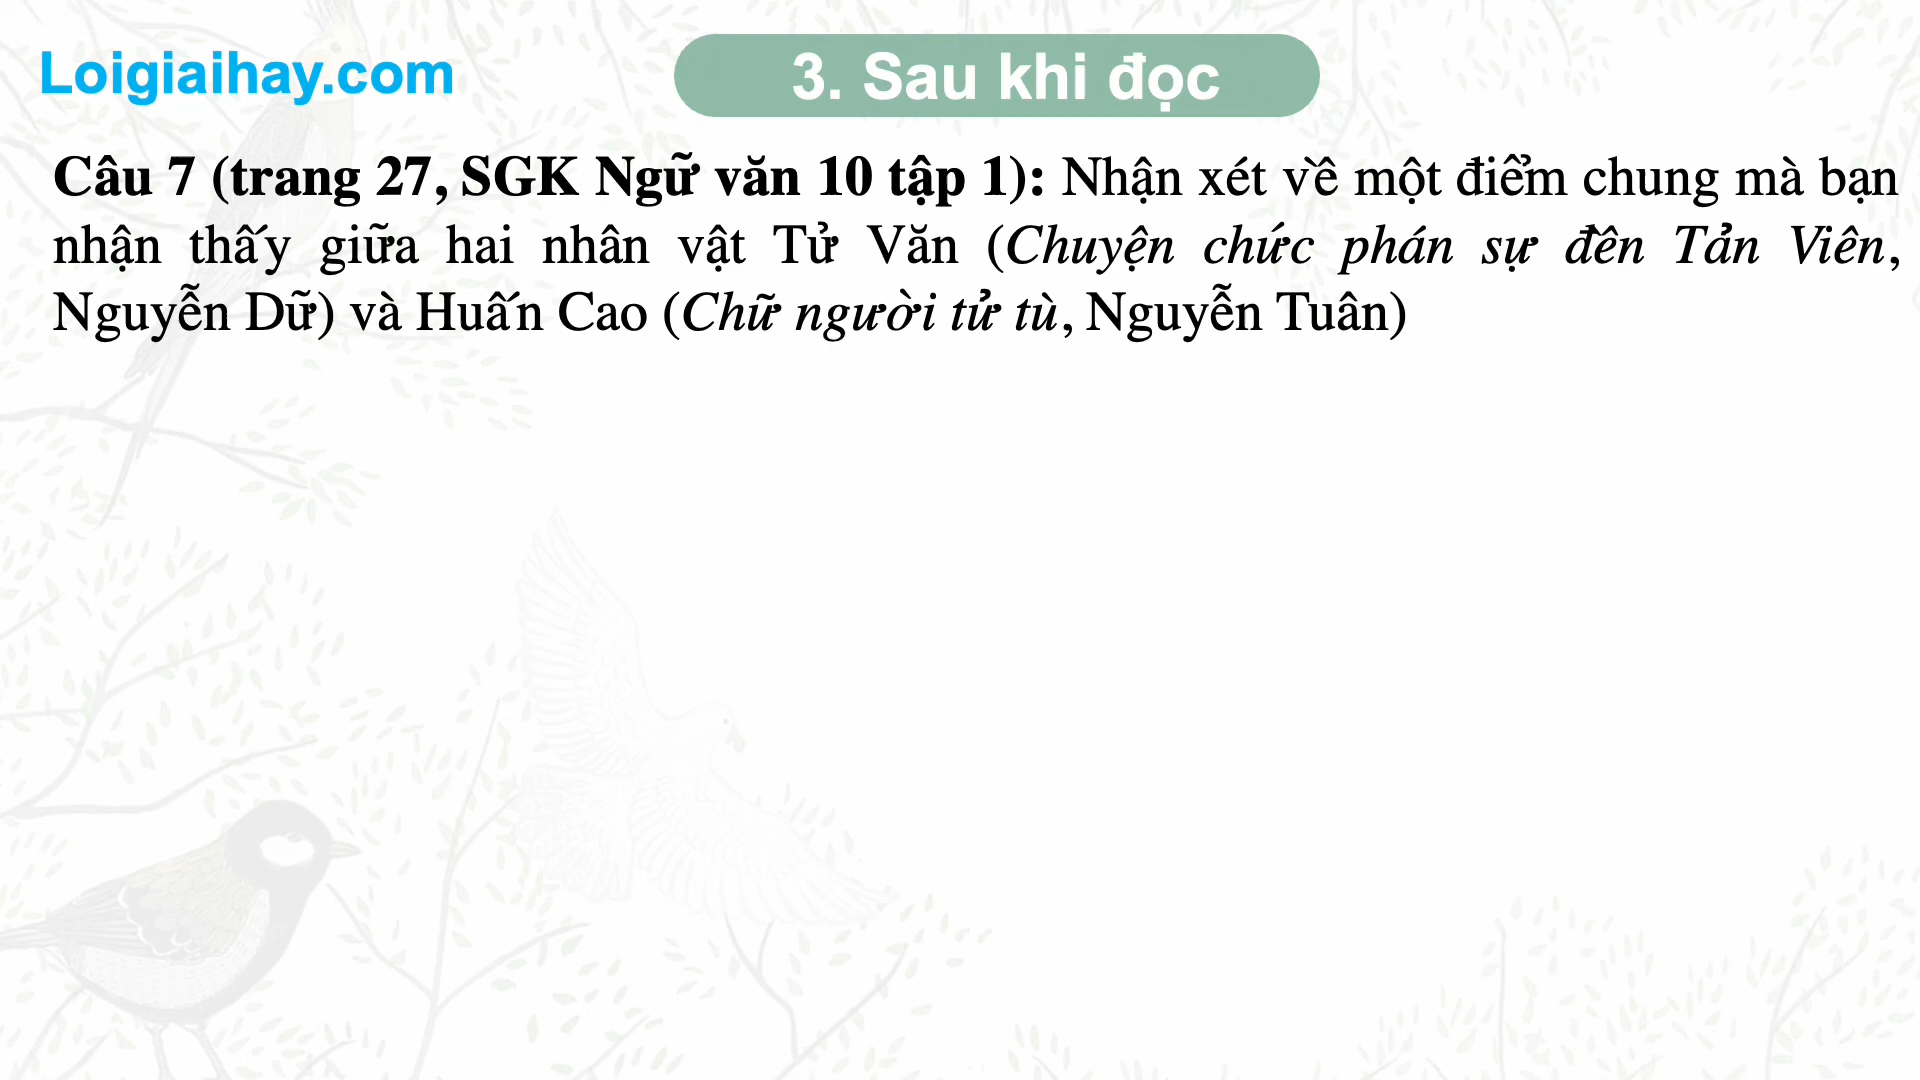 Loigiaihay.com
3. Sau khi đọc
Câu 7 (trang 27, SGK Ngữ văn 10 tập 1): Nhận xét về một điểm chung mà bạn
nhận thấy giữa hai nhân vật Tử Văn (Chuyện chức phán sự đền Tản Viên,
Nguyễn Dữ) và Huấn Cao (Chữ người tử tù, Nguyễn Tuân)